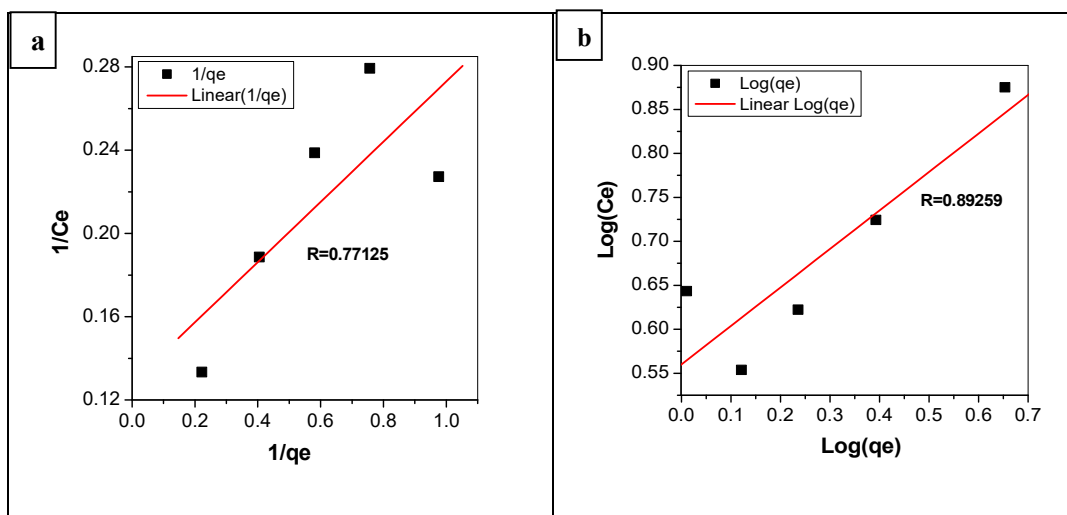 a
1/qe
Linear(1/qe)
0.28
0.24
0.20
0.16
0.12
1/Ce
R=0.77125
0.0 0.2 0.4 0.6 0.8 1.0
1/qe
b
Log(qe)
Linear Log(qe)
0.90
0.85
0.80
0.75
0.70
0.65
0.60
0.55
Log(Ce)
R=0.89259
0.0 0.1 0.2 0.3 0.4 0.5 0.6 0.7
Log(qe)